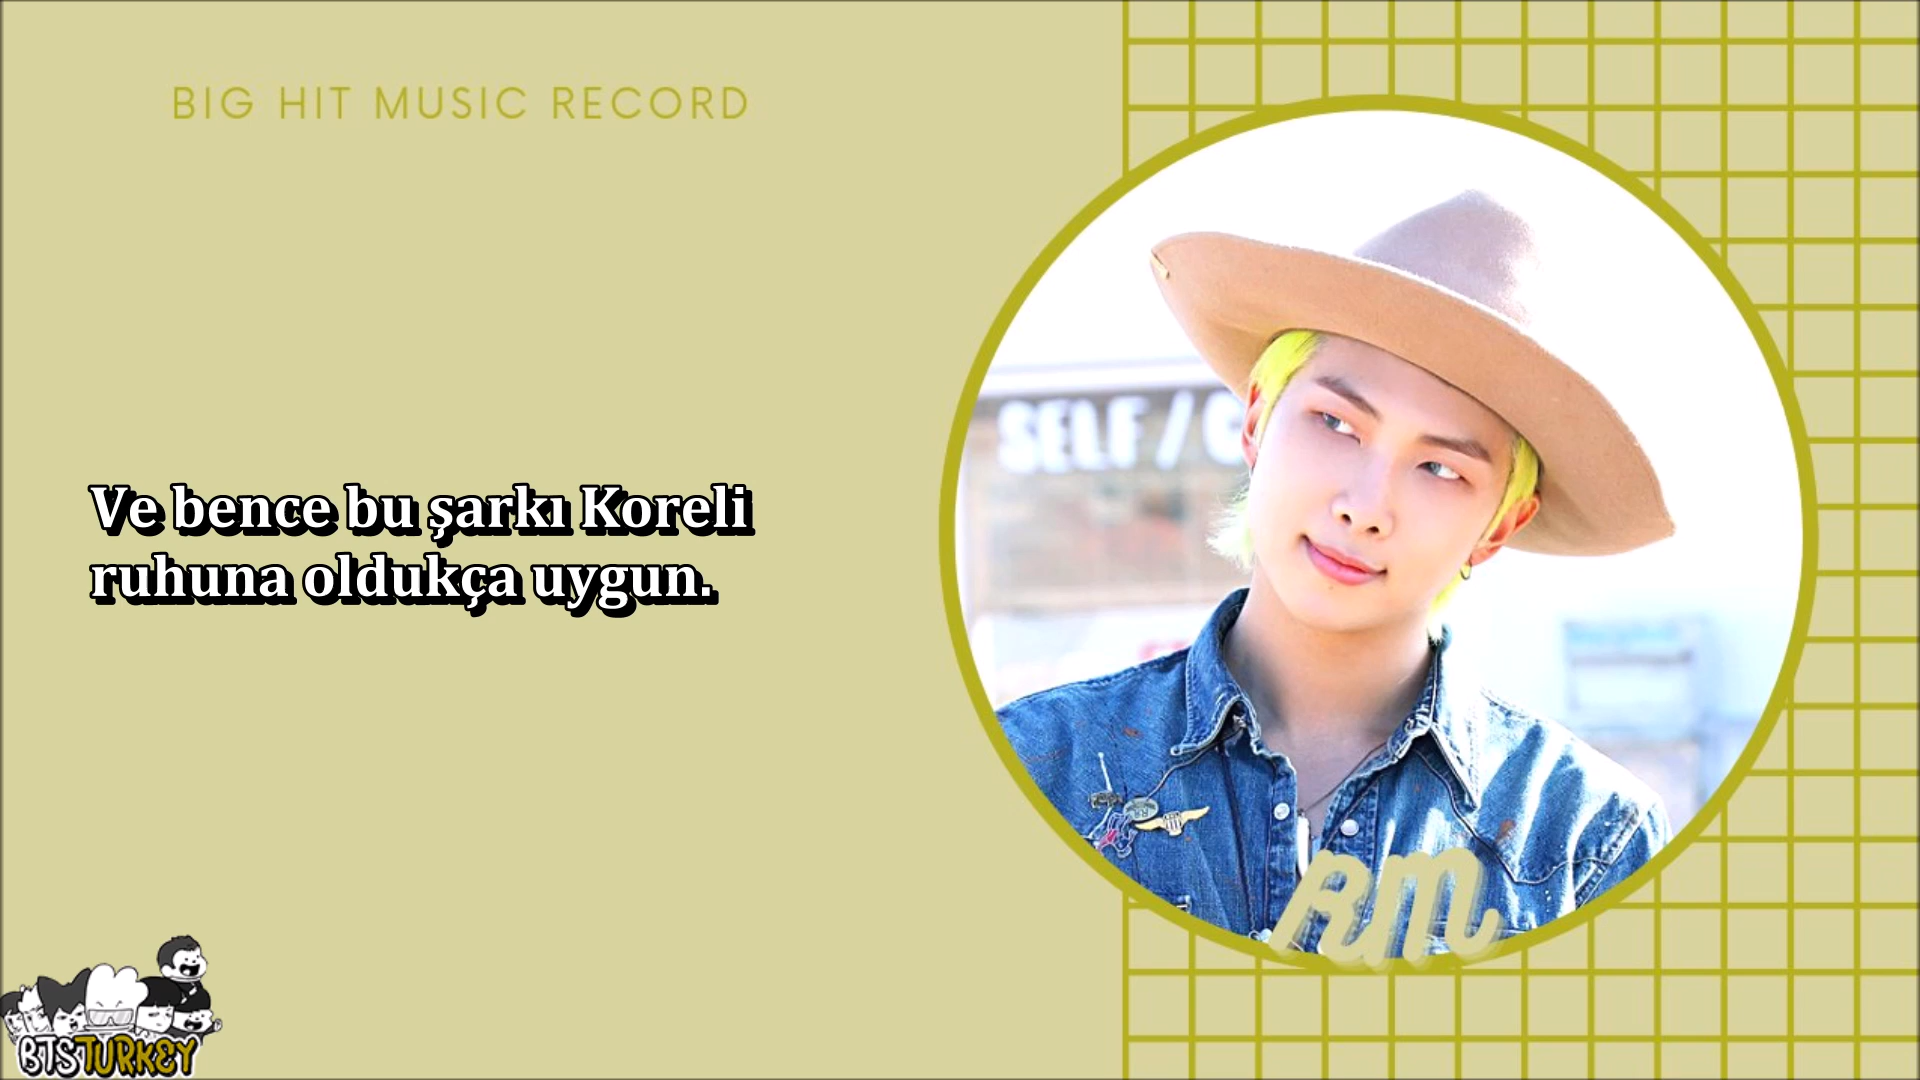 BIG HIT MUSIC RECORD
SELF / C
Ve bence bu şarkı Koreli
ruhuna oldukça uygun.
RM
BTSTURKEY